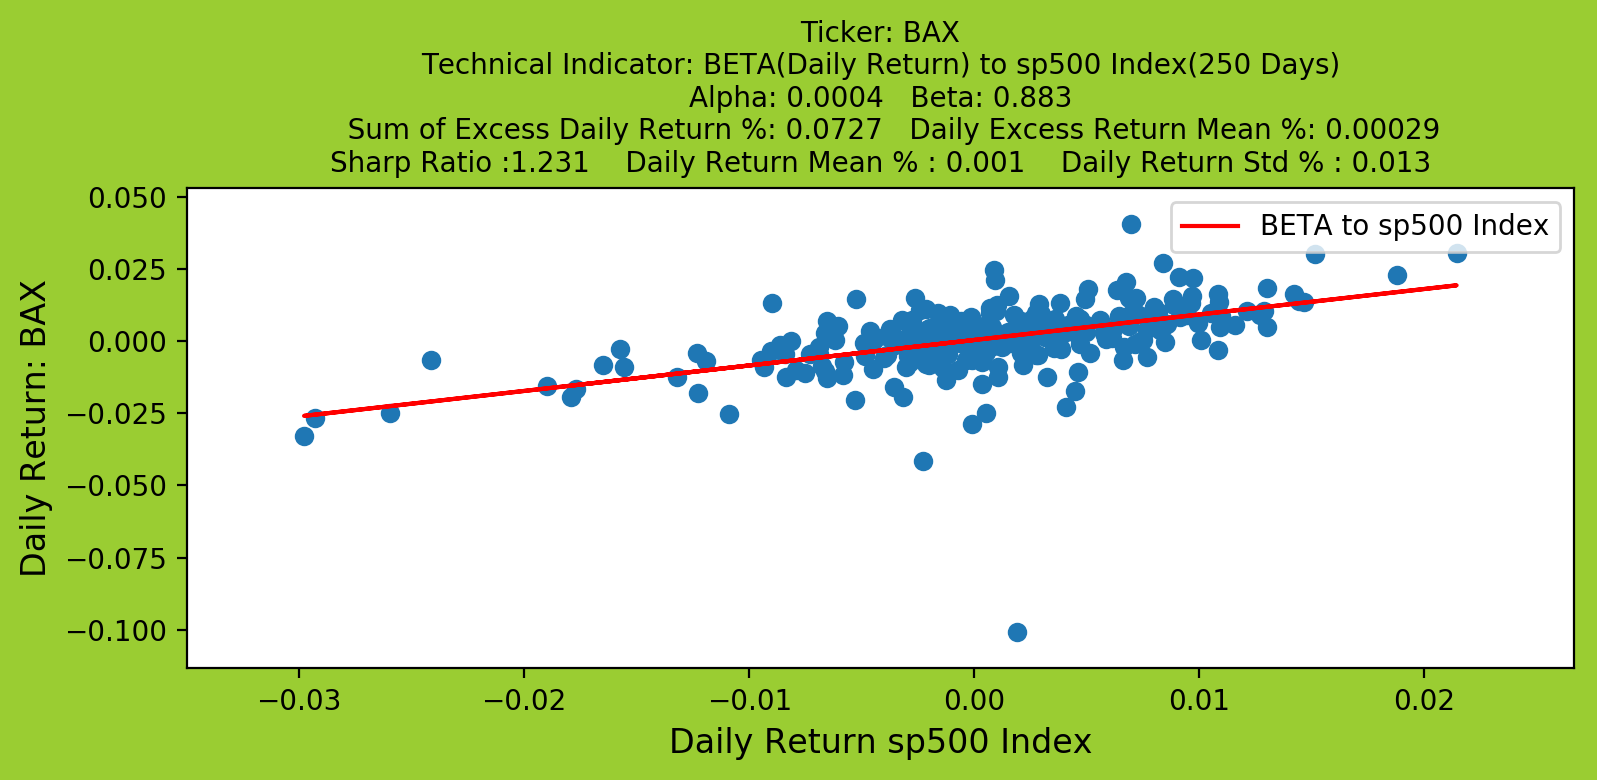 Ticker: BAX
Technical Indicator: BETA(Daily Return) to sp500 Index(250 Days)
Alpha: 0.0004   Beta: 0.883
Sum of Excess Daily Return %: 0.0727   Daily Excess Return Mean %: 0.00029
Sharp Ratio :1.231    Daily Return Mean % : 0.001    Daily Return Std % : 0.013
BETA to sp500 Index
Daily Return: BAX
0.050
0.025
0.000
−0.025
−0.050
−0.075
−0.100
−0.03
−0.02
−0.01
0.00
0.01
0.02
Daily Return sp500 Index